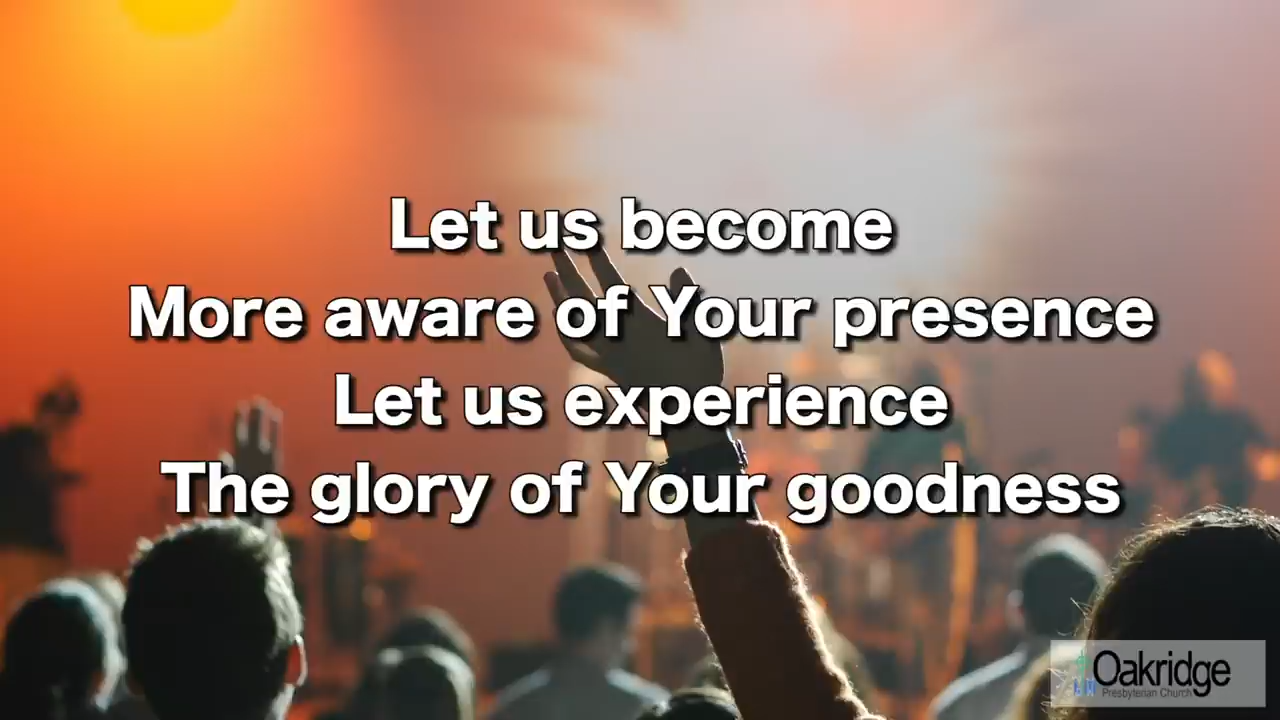 Let us become
More aware of Your presence
Let us experience
The glory of Your goodness
Oakridge
Presbyterian Church